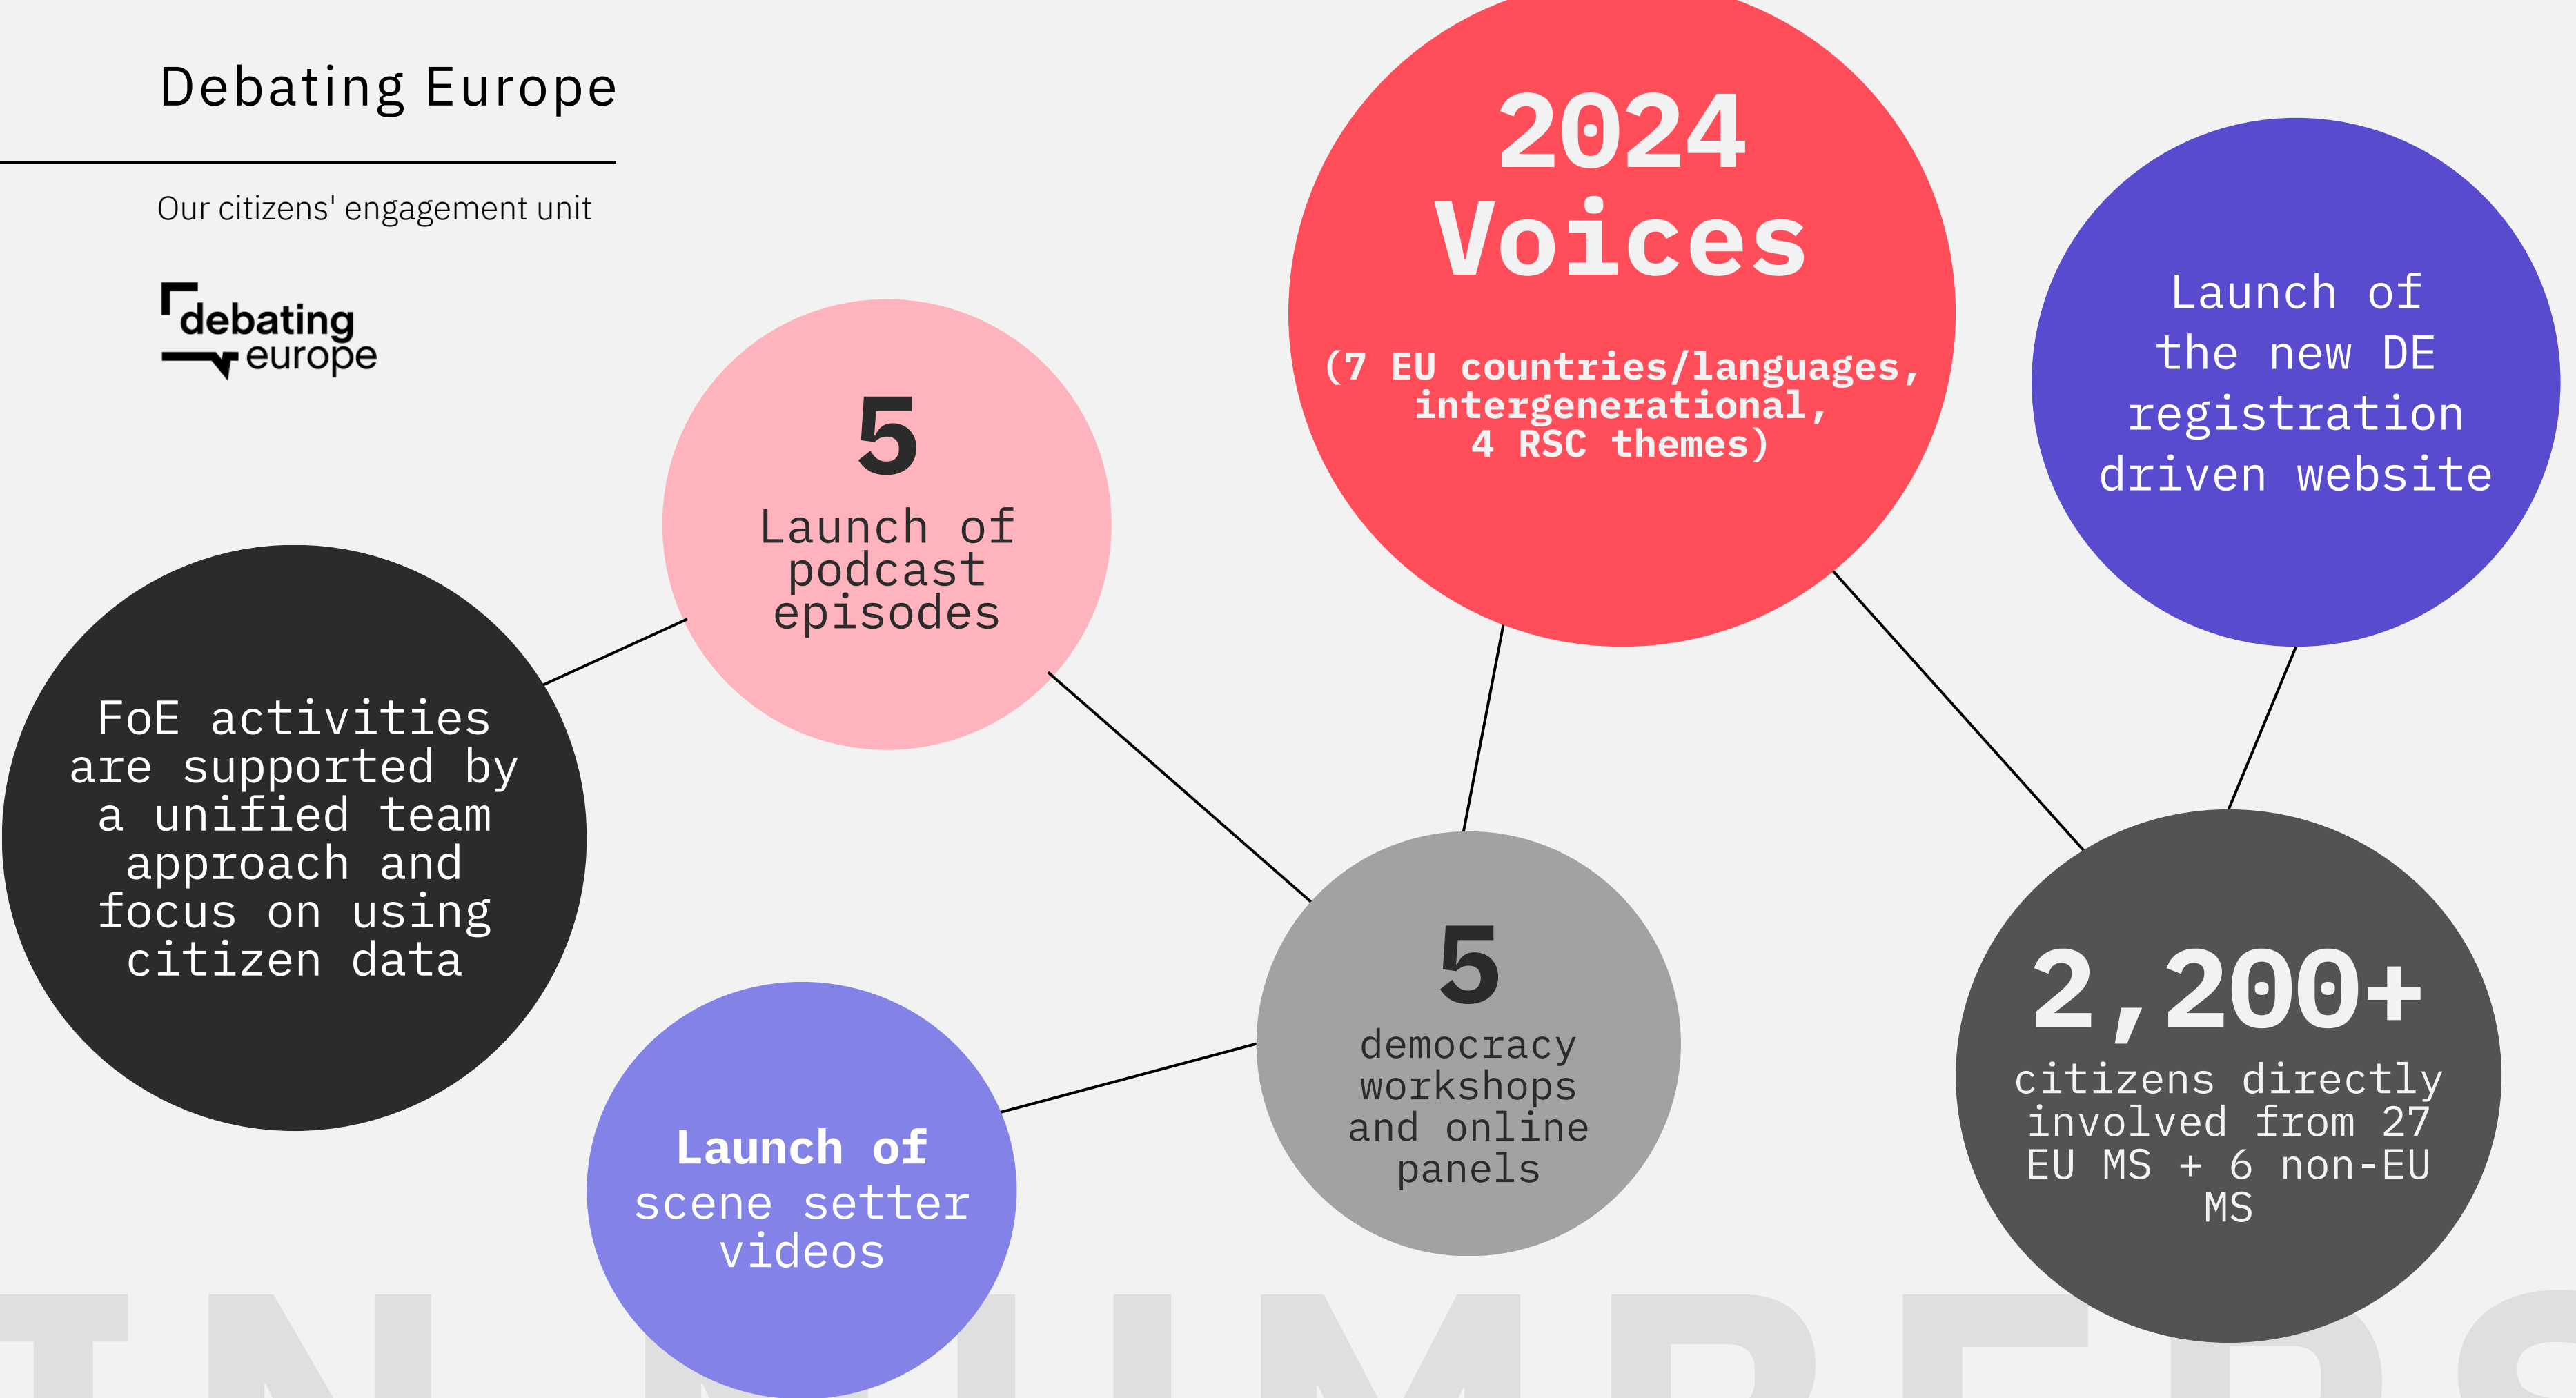 Debating Europe
Our citizens' engagement unit
debating
europe
2024
Voices
(7 EU countries/languages,
intergenerational,
4 RSC themes)
Launch of
the new DE
registration
driven website
5
Launch of
podcast
episodes
FoE activities
are supported by
a unified team
approach and
focus on using
citizen data
5
democracy
workshops
and online
panels
2,200+
citizens directly
involved from 27
EU MS + 6 non-EU
MS
Launch of
scene setter
videos
IN NUMBERS